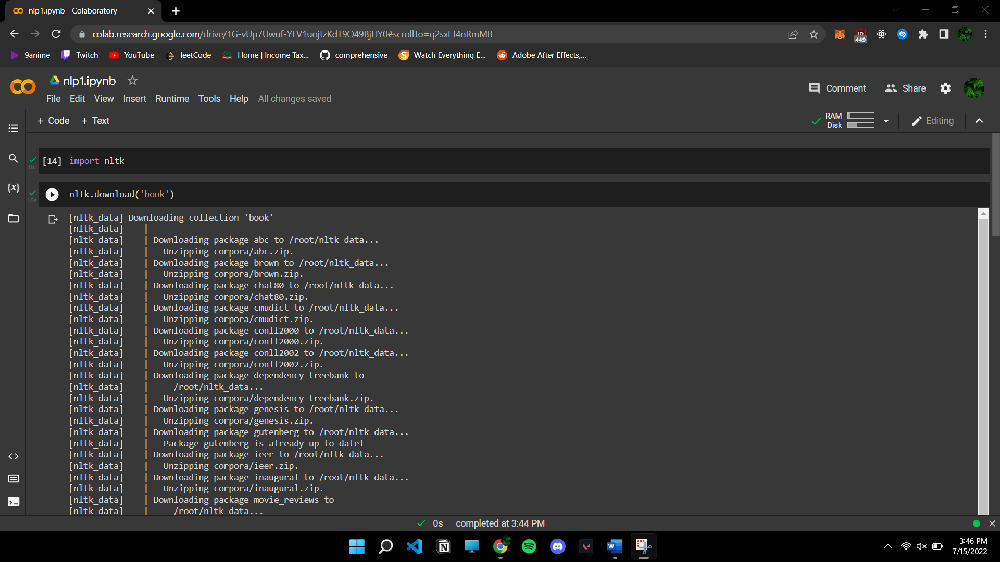 nlp1.ipynb - Colaboratory
colab.research.google.com/drive/1G-vUp7Uwuf-YFV1uojtzKdT9O49BjHY0#scrollTo=q2sxEJ4nRmMB
449
9anime Twitch YouTube leetCode Home | Income Tax... comprehensive Watch Everything E... Adobe After Effects,...
nlp1.ipynb
Comment Share
File Edit View Insert Runtime Tools Help All changes saved
+ Code + Text
RAM
Disk
Editing
[14] import nltk
0s
nltk.download('book')
15s
[nltk_data] Downloading collection 'book'
[nltk_data]    |
[nltk_data]    | Downloading package abc to /root/nltk_data...
[nltk_data]    |   Unzipping corpora/abc.zip.
[nltk_data]    | Downloading package brown to /root/nltk_data...
[nltk_data]    |   Unzipping corpora/brown.zip.
[nltk_data]    | Downloading package chat80 to /root/nltk_data...
[nltk_data]    |   Unzipping corpora/chat80.zip.
[nltk_data]    | Downloading package cmudict to /root/nltk_data...
[nltk_data]    |   Unzipping corpora/cmudict.zip.
[nltk_data]    | Downloading package conll2000 to /root/nltk_data...
[nltk_data]    |   Unzipping corpora/conll2000.zip.
[nltk_data]    | Downloading package conll2002 to /root/nltk_data...
[nltk_data]    |   Unzipping corpora/conll2002.zip.
[nltk_data]    | Downloading package dependency_treebank to
[nltk_data]    |     /root/nltk_data...
[nltk_data]    |   Unzipping corpora/dependency_treebank.zip.
[nltk_data]    | Downloading package genesis to /root/nltk_data...
[nltk_data]    |   Unzipping corpora/genesis.zip.
[nltk_data]    | Downloading package gutenberg to /root/nltk_data...
[nltk_data]    |   Package gutenberg is already up-to-date!
[nltk_data]    | Downloading package ieer to /root/nltk_data...
[nltk_data]    |   Unzipping corpora/ieer.zip.
[nltk_data]    | Downloading package inaugural to /root/nltk_data...
[nltk_data]    |   Unzipping corpora/inaugural.zip.
[nltk_data]    | Downloading package movie_reviews to
[nltk_data]    |     /root/nltk_data...
0s completed at 3:44 PM
3:46 PM
7/15/2022